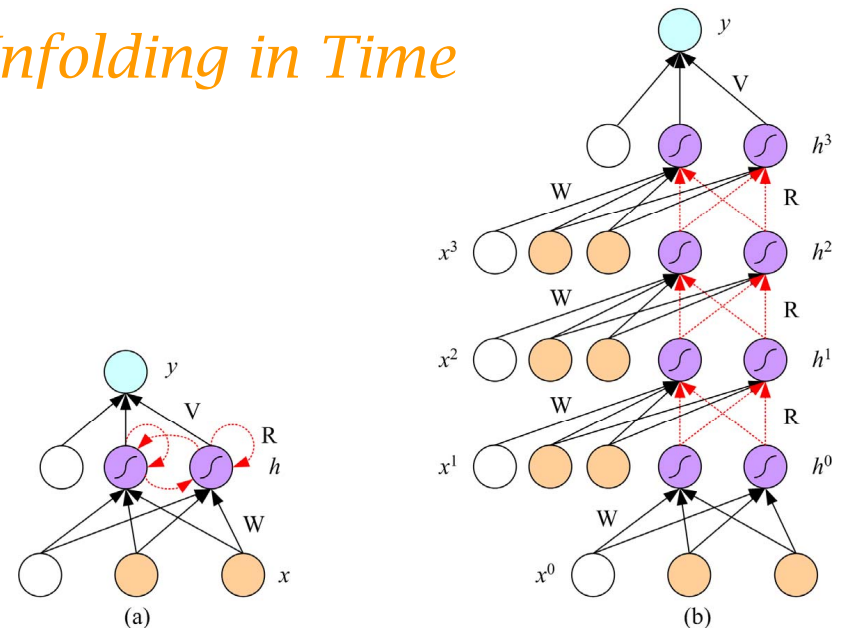 nfolding in Time
y
V
h³
W
R
x³
h²
W
R
x²
h¹
W
R
x¹
h⁰
W
x⁰
(b)
y
V
R
h
W
x
(a)